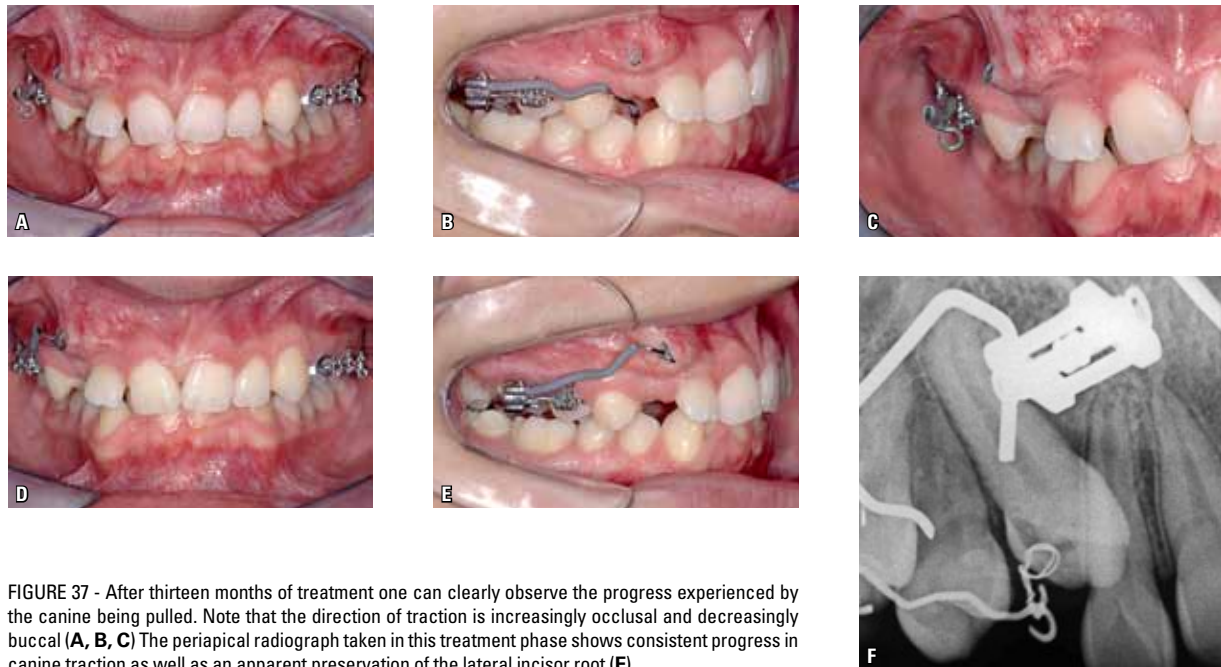 A
B
C
D
E
F
FIGURE 37 - After thirteen months of treatment one can clearly observe the progress experienced by
the canine being pulled. Note that the direction of traction is increasingly occlusal and decreasingly
buccal (A, B, C) The periapical radiograph taken in this treatment phase shows consistent progress in
canine traction as well as an apparent preservation of the lateral incisor root (F)